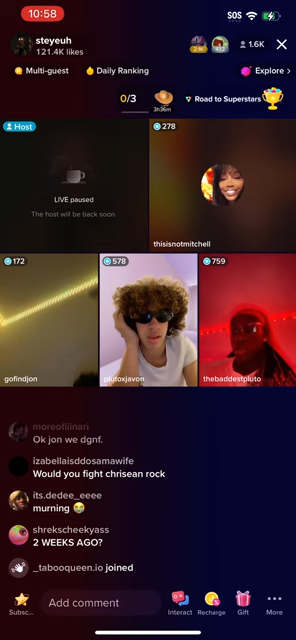 10:58
SOS
steyeuh
121.4K likes
1.6K
Multi-guest
Daily Ranking
Explore >
0/3
3h36m
Road to Superstars
Host
278
LIVE paused
The host will be back soon.
thisisnotmitchell
172
578
759
gofindjon
plutoxjavon
thebaddestpluto
Ok jon we dgnf.
izabellaisddosamawife
Would you fight chrisean rock
its.dedee_eeee
murning 😭
shrekscheekyass
2 WEEKS AGO?
_tabooqueen.io joined
Subsc...
Add comment
Interact
Recharge
Gift
More